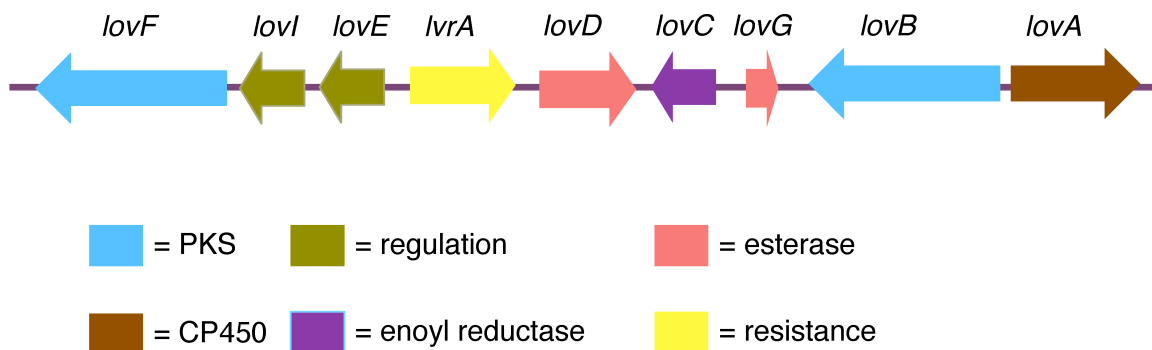 lovF lovI lovE lvrA lovD lovC lovG lovB lovA
= PKS = regulation = esterase
= CP450 = enoyl reductase = resistance